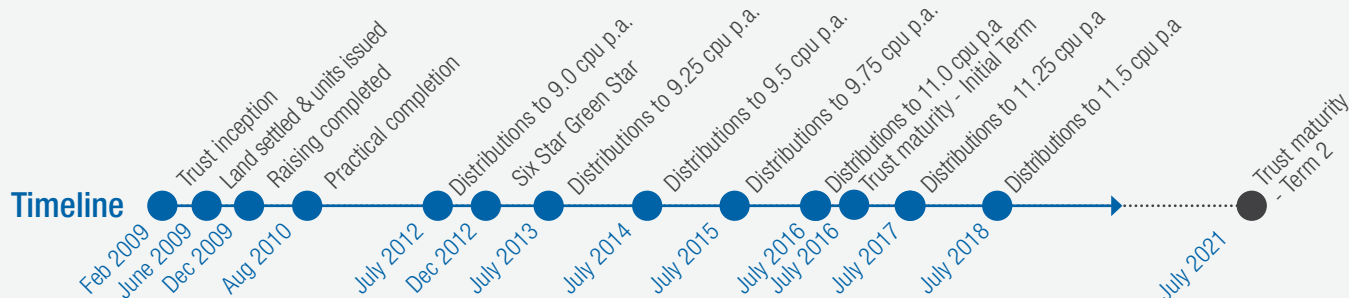 Timeline
Trust inception
Land settled & units issued
Raising completed
Practical completion
Distributions to 9.0 cpu p.a.
Six Star Green Star
Distributions to 9.25 cpu p.a.
Distributions to 9.5 cpu p.a.
Distributions to 9.75 cpu p.a.
Distributions to 11.0 cpu p.a
Trust maturity - Initial Term
Distributions to 11.25 cpu p.a
Distributions to 11.5 cpu p.a
Trust maturity
- Term 2
Feb 2009
June 2009
Dec 2009
Aug 2010
July 2012
Dec 2012
July 2013
July 2014
July 2015
July 2016
July 2016
July 2017
July 2018
July 2021